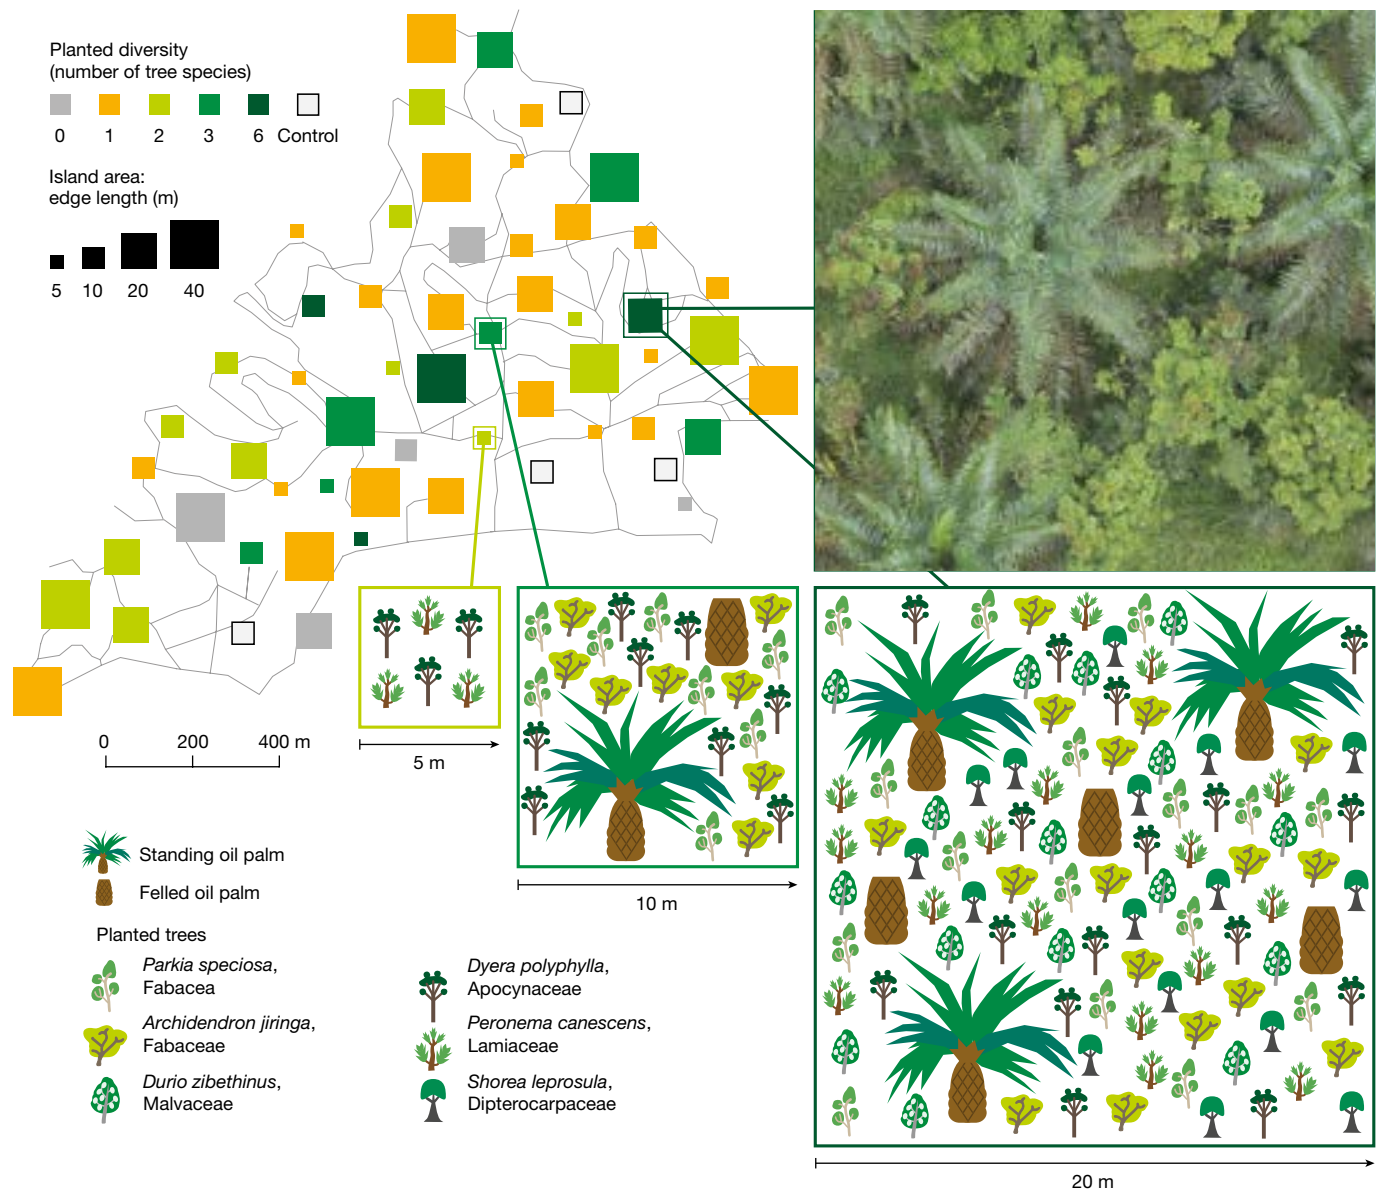 Planted diversity
(number of tree species)
0 1 2 3 6 Control
Island area:
edge length (m)
5 10 20 40
0 200 400 m
5 m
10 m
20 m
Standing oil palm
Felled oil palm
Planted trees
Parkia speciosa,
Fabacea
Archidendron jiringa,
Fabaceae
Durio zibethinus,
Malvaceae
Dyera polyphylla,
Apocynaceae
Peronema canescens,
Lamiaceae
Shorea leprosula,
Dipterocarpaceae